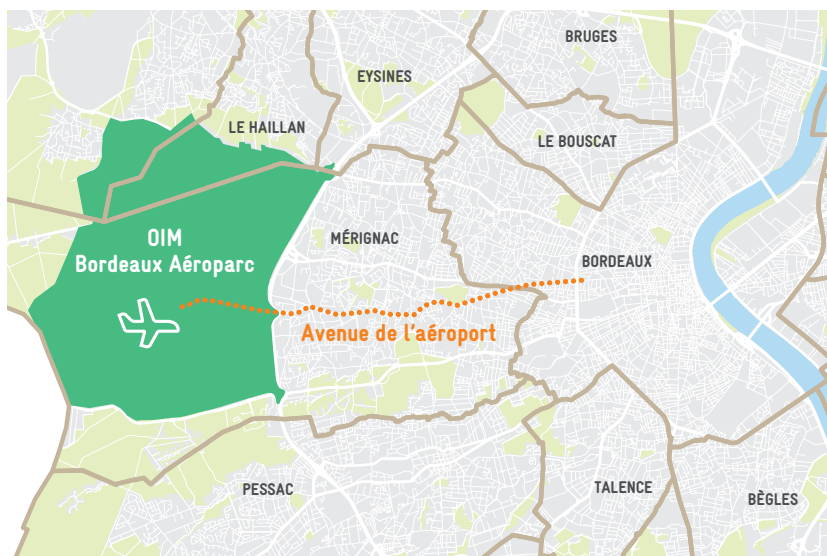 BRUGES
EYSINES
LE HAILLAN
LE BOUSCAT
OIM
Bordeaux Aéroparc
MÉRIGNAC
BORDEAUX
Avenue de l'aéroport
PESSAC
TALENCE
BÈGLES